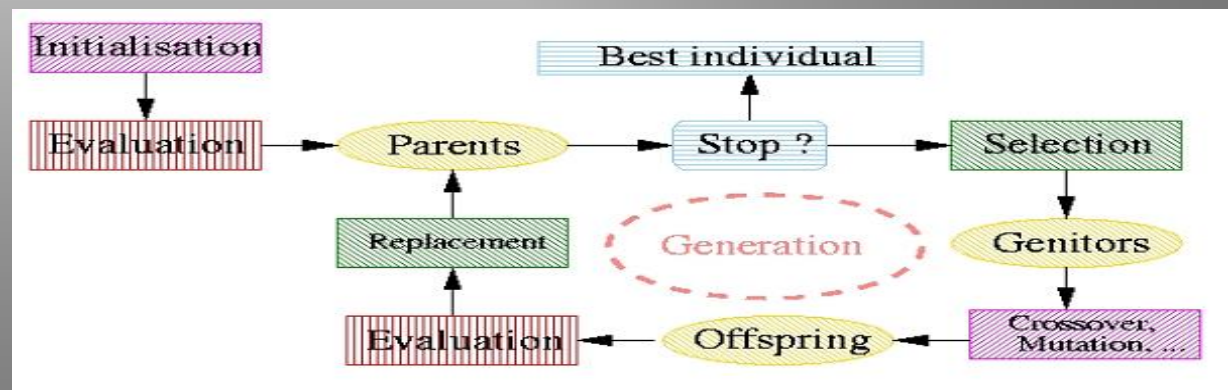 Initialisation
Best individual
Evaluation
Parents
Stop ?
Selection
Replacement
Generation
Genitors
Evaluation
Offspring
Crossover,
Mutation, ...